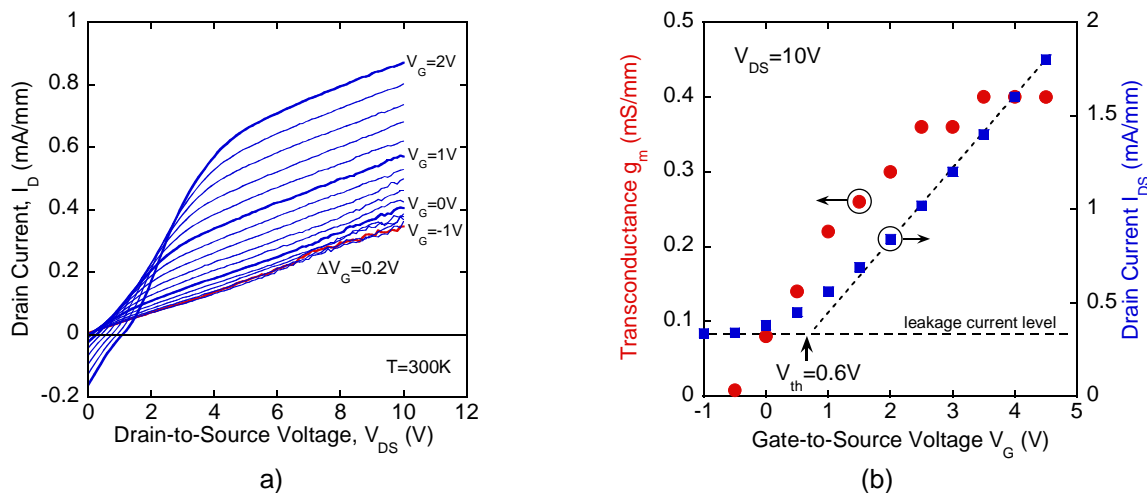 Drain Current, I_D (mA/mm)
1
0.8
0.6
0.4
0.2
0
-0.2
V_G=2V
V_G=1V
V_G=0V
V_G=-1V
ΔV_G=0.2V
T=300K
0 2 4 6 8 10 12
Drain-to-Source Voltage, V_DS (V)
a)
Transconductance g_m (mS/mm)
0.5
0.4
0.3
0.2
0.1
0
V_DS=10V
leakage current level
V_th=0.6V
2
1.5
1
0.5
0
Drain Current I_DS (mA/mm)
-1 0 1 2 3 4 5
Gate-to-Source Voltage V_G (V)
(b)